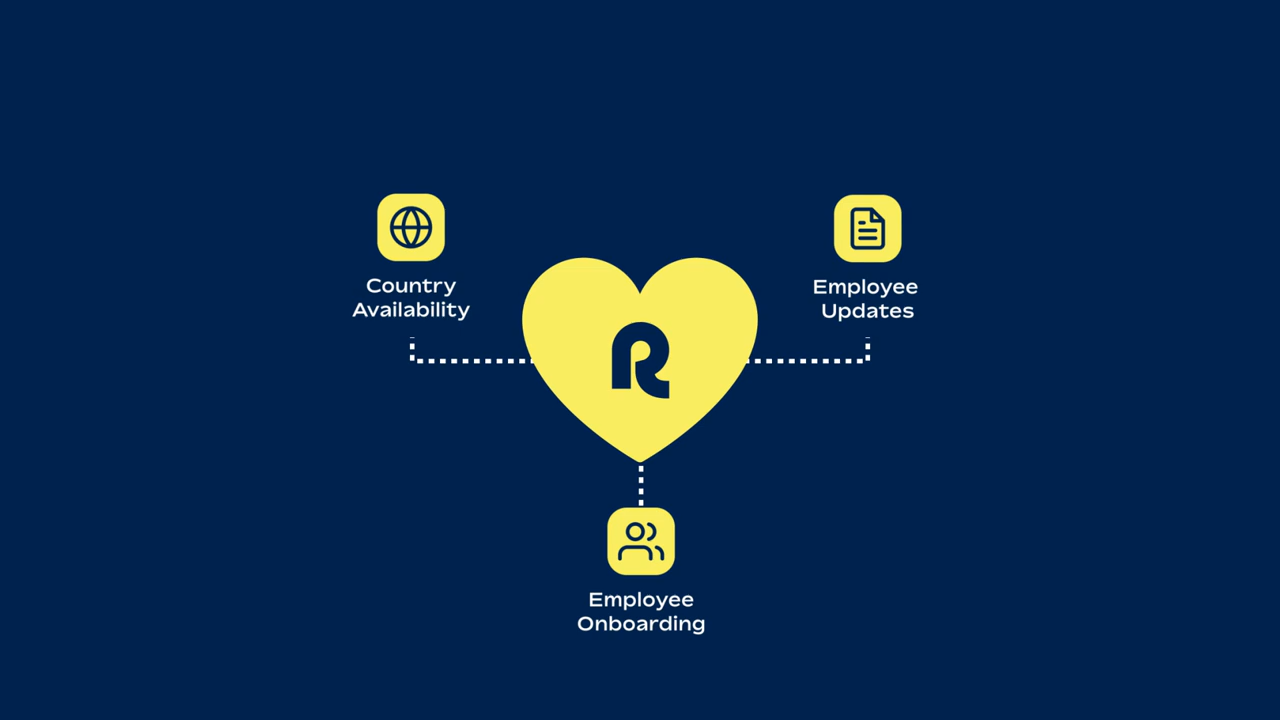 Country
Availability
Employee
Updates
R
Employee
Onboarding